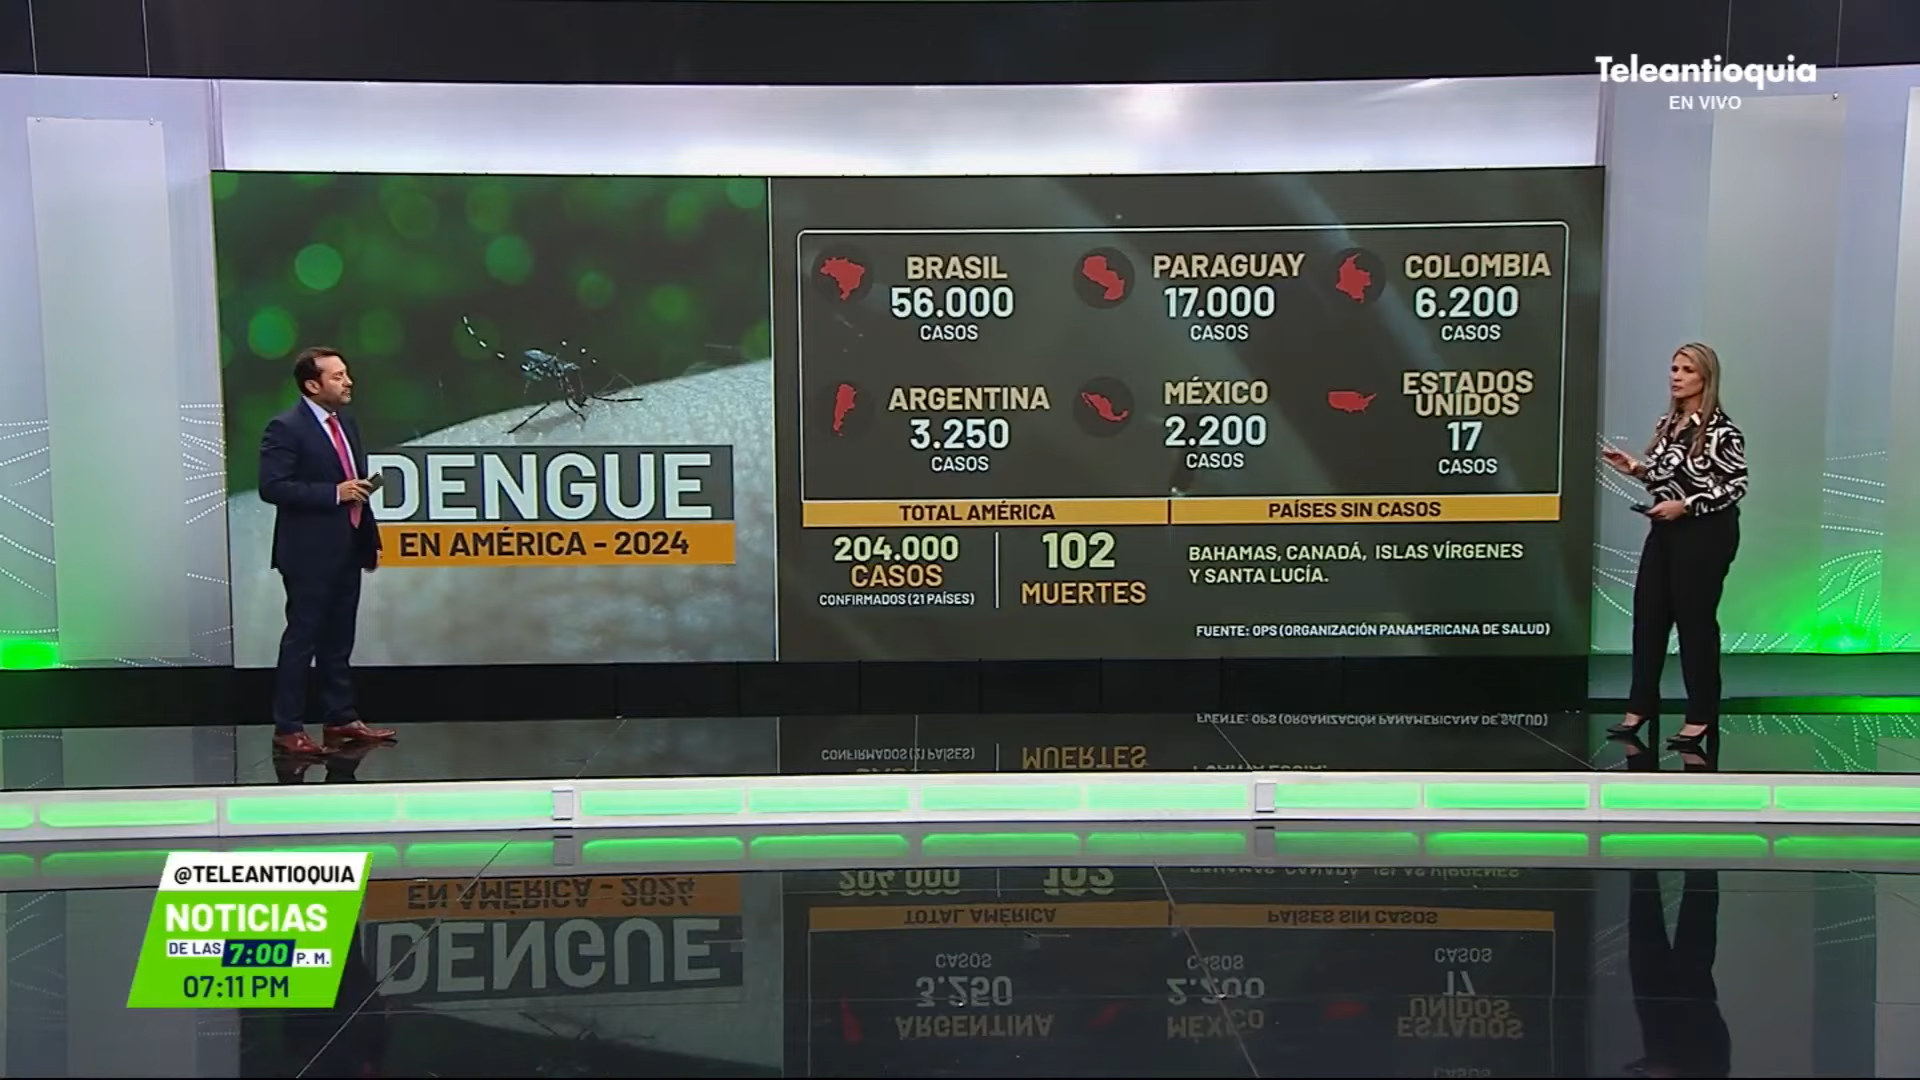 Teleantioquia
EN VIVO
DENGUE
EN AMÉRICA - 2024
BRASIL
56.000
CASOS
PARAGUAY
17.000
CASOS
COLOMBIA
6.200
CASOS
ARGENTINA
3.250
CASOS
MÉXICO
2.200
CASOS
ESTADOS
UNIDOS
17
CASOS
TOTAL AMÉRICA
204.000
CASOS
CONFIRMADOS (21 PAÍSES)
102
MUERTES
PAÍSES SIN CASOS
BAHAMAS, CANADÁ, ISLAS VÍRGENES
Y SANTA LUCÍA.
FUENTE: OPS (ORGANIZACIÓN PANAMERICANA DE SALUD)
@TELEANTIOQUIA
NOTICIAS
DE LAS 7:00 P. M.
07:11 PM